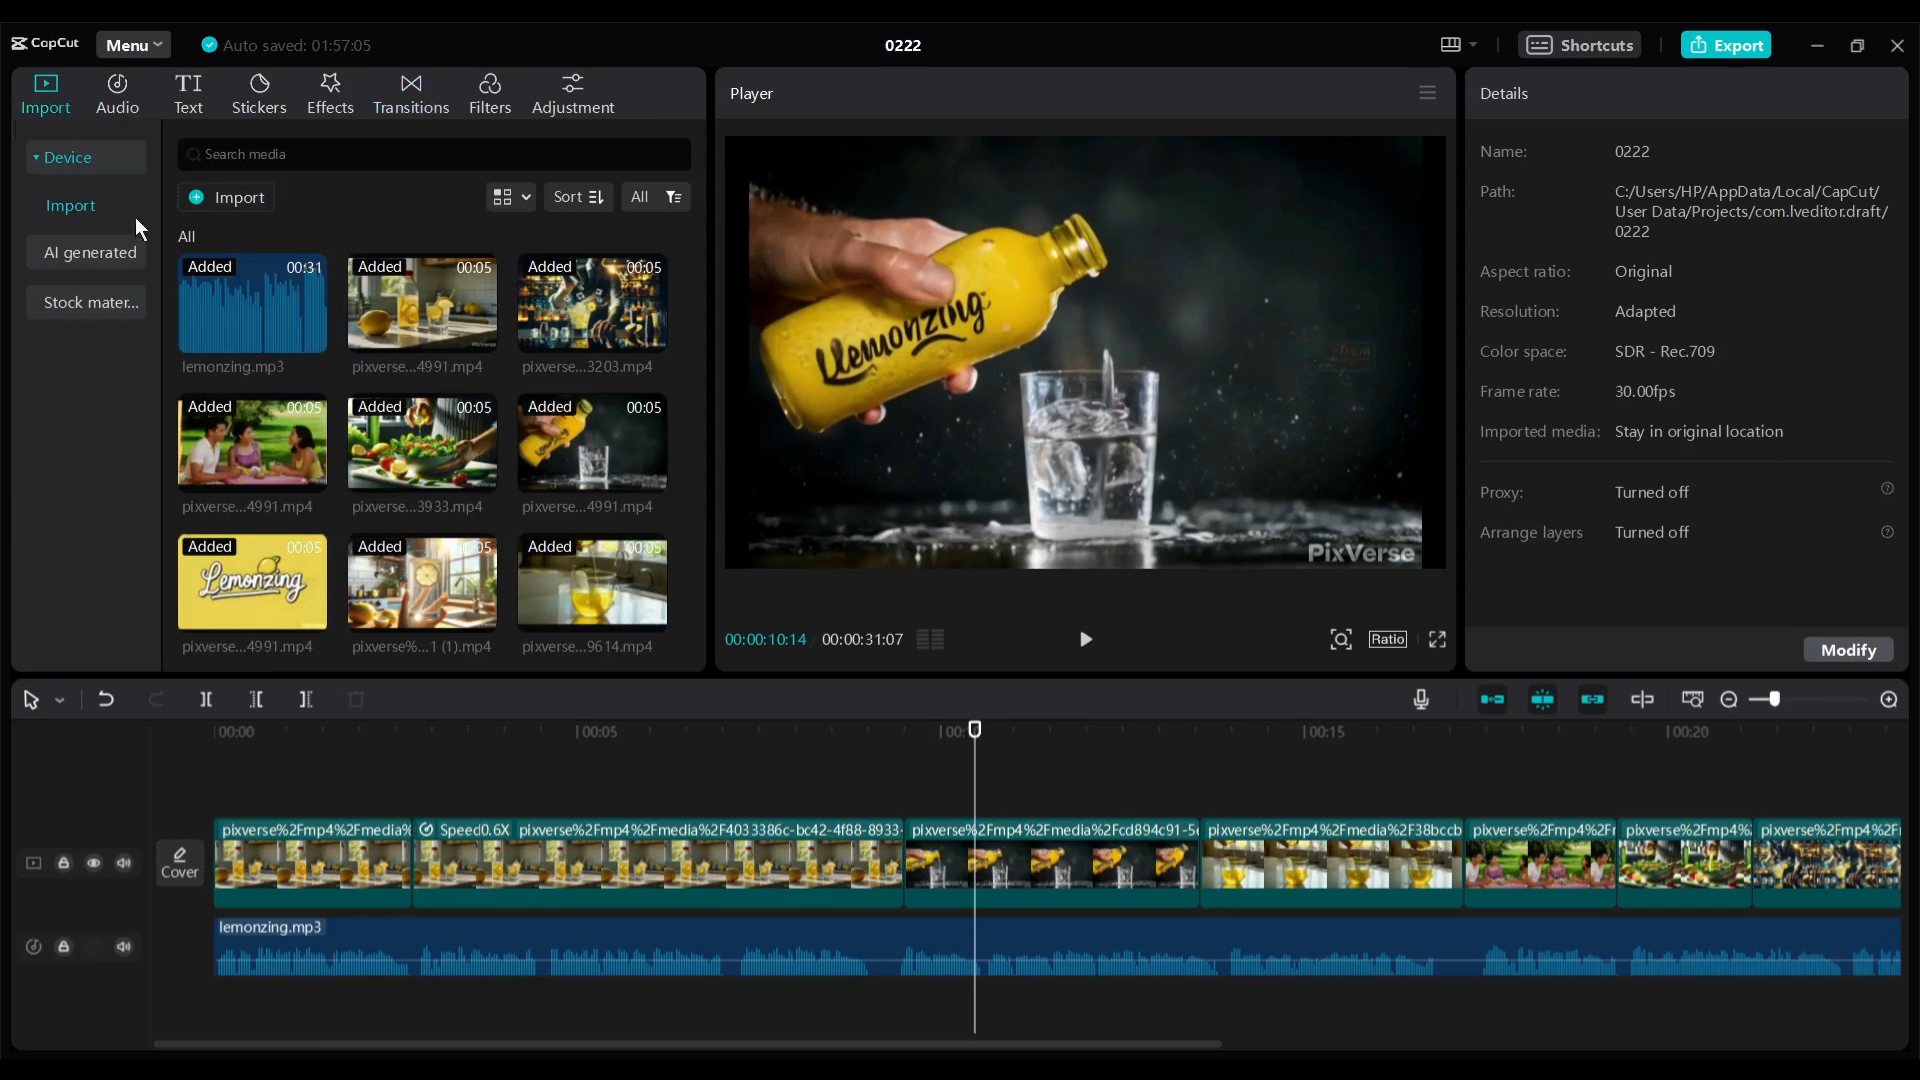 CapCut
Menu
Auto saved: 01:57:05
0222
Shortcuts
Export
Import
Audio
TI
Text
Stickers
Effects
Transitions
Filters
Adjustment
Device
Import
AI generated
Stock mater...
Search media
Import
Sort
All
All
Added 00:31
lemonzing.mp3
Added 00:05
pixverse...4991.mp4
Added 00:05
pixverse...3203.mp4
Added 00:05
pixverse...4991.mp4
Added 00:05
pixverse...3933.mp4
Added 00:05
pixverse...4991.mp4
Added 00:05
Lemonzing
pixverse...4991.mp4
Added 00:05
pixverse%...1 (1).mp4
Added 00:05
pixverse...9614.mp4
Player
Llemonzing
PixVerse
00:00:10:14 00:00:31:07
Ratio
Details
Name: 0222
Path: C:/Users/HP/AppData/Local/CapCut/
User Data/Projects/com.lveditor.draft/
0222
Aspect ratio: Original
Resolution: Adapted
Color space: SDR - Rec.709
Frame rate: 30.00fps
Imported media: Stay in original location
Proxy: Turned off
Arrange layers Turned off
Modify
00:00 00:05 00: 00:15 00:20
Cover
pixverse%2Fmp4%2Fmedia%
Speed0.6X pixverse%2Fmp4%2Fmedia%2F4033386c-bc42-4f88-8933-
pixverse%2Fmp4%2Fmedia%2Fcd894c91-5
pixverse%2Fmp4%2Fmedia%2F38bccb
pixverse%2Fmp4%2F
pixverse%2Fmp4%
pixverse%2Fmp4%2F
lemonzing.mp3